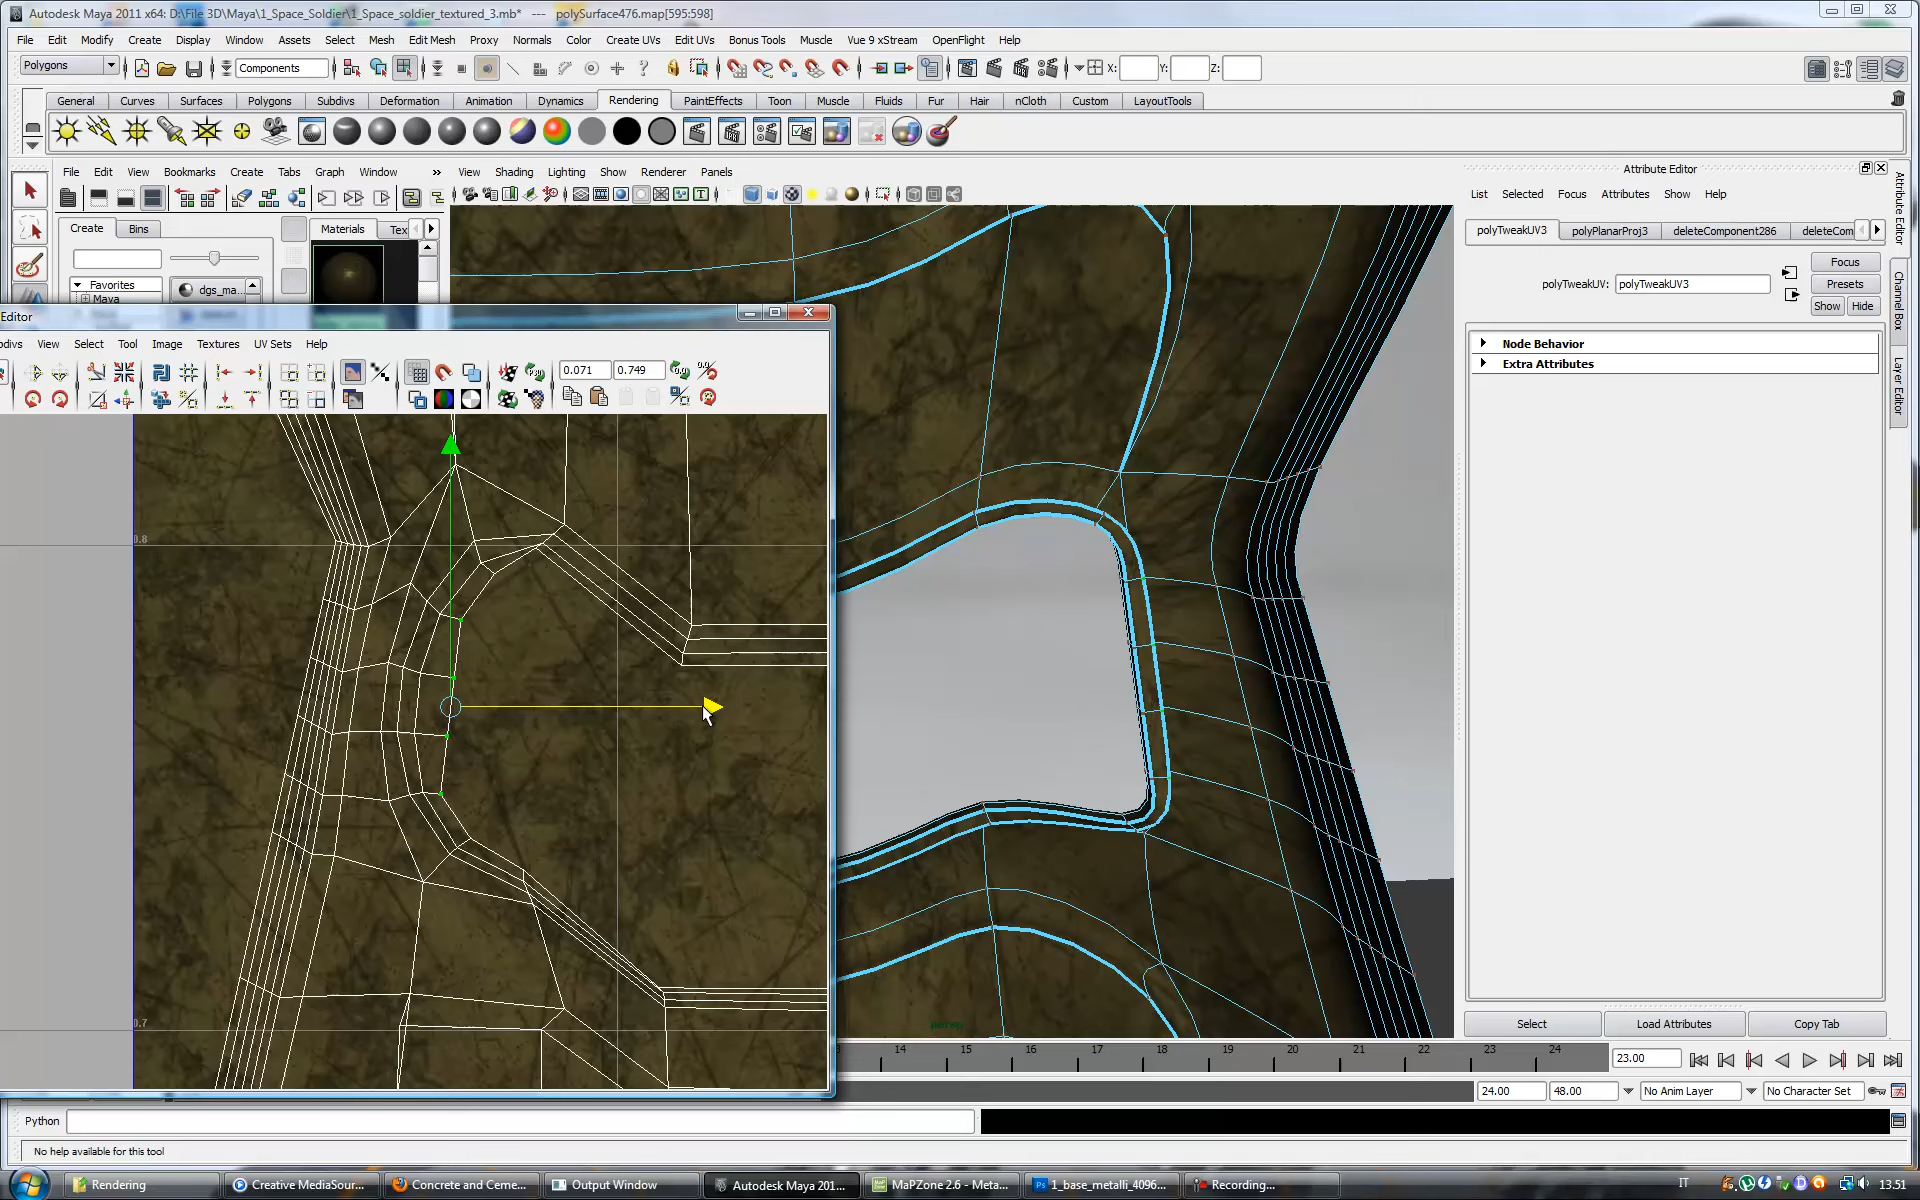 Autodesk Maya 2011 x64: D:\File 3D\Maya\1_Space_Soldier\1_Space_soldier_textured_3.mb* --- polySurface476.map[595:598]
File Edit Modify Create Display Window Assets Select Mesh Edit Mesh Proxy Normals Color Create UVs Edit UVs Bonus Tools Muscle Vue 9 xStream OpenFlight Help
Polygons Components X: Y: Z:
General Curves Surfaces Polygons Subdivs Deformation Animation Dynamics Rendering PaintEffects Toon Muscle Fluids Fur Hair nCloth Custom LayoutTools
File Edit View Bookmarks Create Tabs Graph Window » View Shading Lighting Show Renderer Panels
Attribute Editor
List Selected Focus Attributes Show Help
Create Bins Materials Tex
polyTweakUV3 polyPlanarProj3 deleteComponent286 deleteCom
Focus
polyTweakUV: polyTweakUV3 Presets
Show Hide
Favorites dgs_ma...
Maya
Editor
bdivs View Select Tool Image Textures UV Sets Help
0.071 0.749
Node Behavior
Extra Attributes
Attribute Editor
Channel Box
Layer Editor
0.8
0.7
Select Load Attributes Copy Tab
14 15 16 17 18 19 20 21 22 23 24 23.00
24.00 48.00 No Anim Layer No Character Set
Python
No help available for this tool
Rendering Creative MediaSour... Concrete and Ceme... Output Window Autodesk Maya 201... MaPZone 2.6 - Meta... 1_base_metalli_4096... Recording... IT 13.51